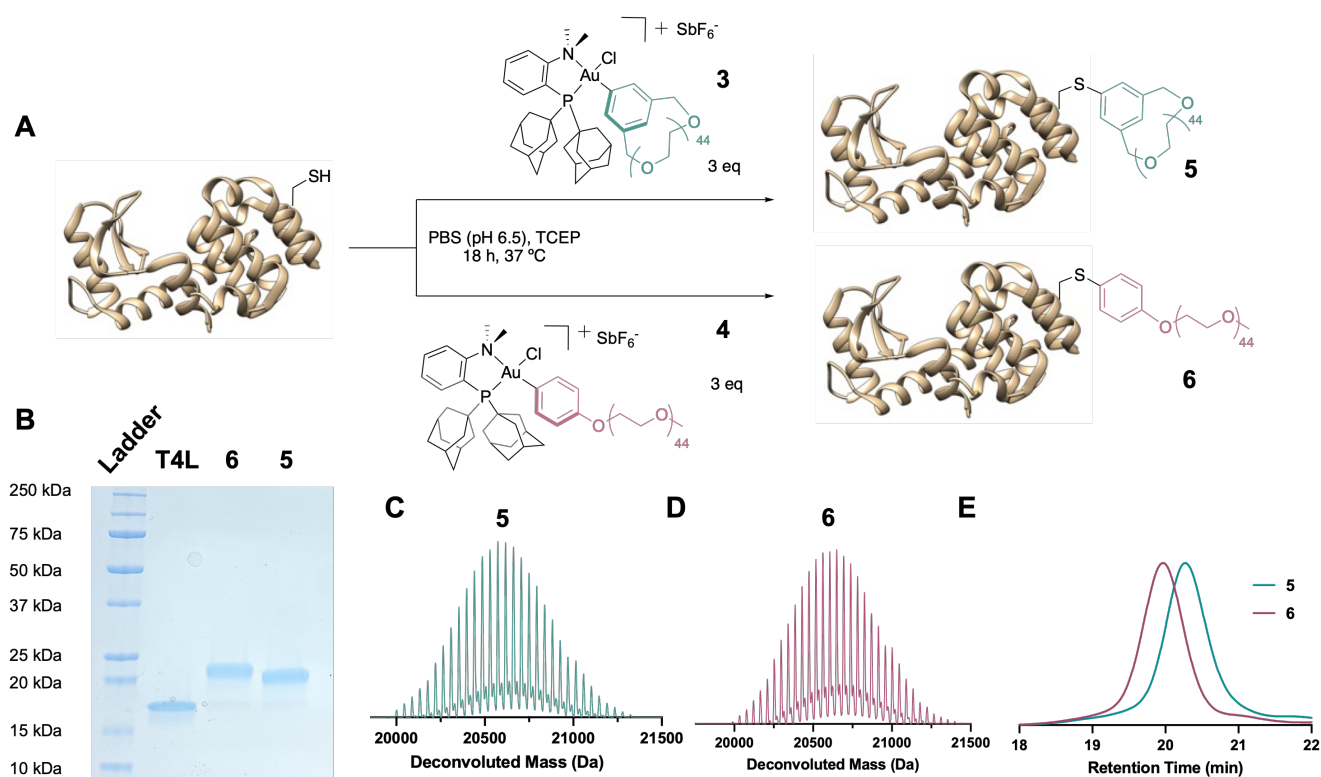 A
SH
N
Cl
Au
P
+ SbF6-
3
O
44
O
3 eq
PBS (pH 6.5), TCEP
18 h, 37 ºC
N
Cl
Au
P
+ SbF6-
4
O
O
44
3 eq
S
O
44
O
5
S
O
O
44
6
B
Ladder
T4L 6 5
250 kDa
75 kDa
50 kDa
37 kDa
25 kDa
20 kDa
15 kDa
10 kDa
C
5
20000 20500 21000 21500
Deconvoluted Mass (Da)
D
6
20000 20500 21000 21500
Deconvoluted Mass (Da)
E
5
6
18 19 20 21 22
Retention Time (min)